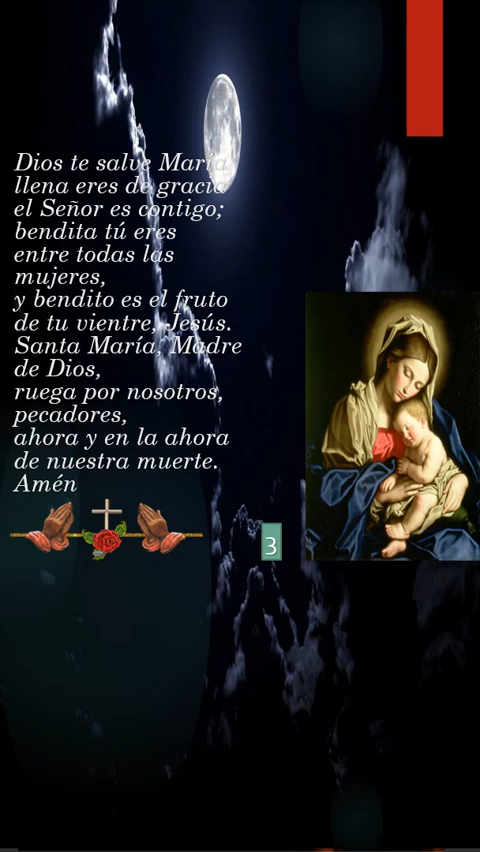 Dios te salve María
llena eres de gracia
el Señor es contigo;
bendita tú eres
entre todas las
mujeres,
y bendito es el fruto
de tu vientre, Jesús.
Santa María, Madre
de Dios,
ruega por nosotros,
pecadores,
ahora y en la ahora
de nuestra muerte.
Amén
3